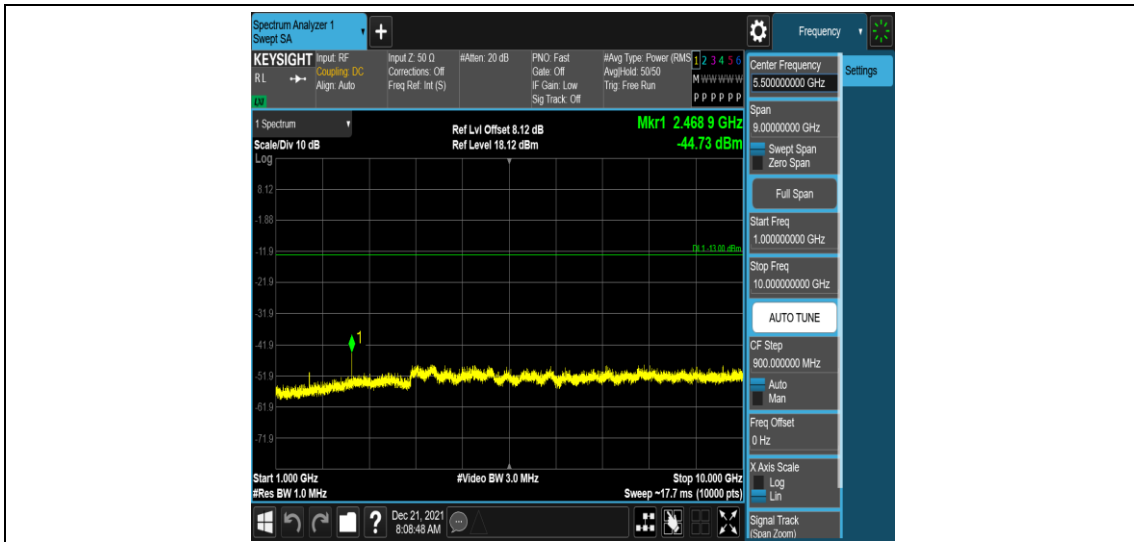 Spectrum Analyzer 1
Swept SA
+
Frequency
KEYSIGHT
RL
LXI
Input: RF
Coupling: DC
Align: Auto
Input Z: 50 Ω
Corrections: Off
Freq Ref: Int (S)
#Atten: 20 dB
PNO: Fast
Gate: Off
IF Gain: Low
Sig Track: Off
#Avg Type: Power (RMS
Avg|Hold: 50/50
Trig: Free Run
1 2 3 4 5 6
M W W W W W
P P P P P P
1 Spectrum
Scale/Div 10 dB
Ref Lvl Offset 8.12 dB
Ref Level 18.12 dBm
Mkr1 2.468 9 GHz
-44.73 dBm
Log
8.12
-1.88
-11.9
DL1 -13.00 dBm
-21.9
-31.9
-41.9
1
-51.9
-61.9
-71.9
Start 1.000 GHz
#Res BW 1.0 MHz
#Video BW 3.0 MHz
Stop 10.000 GHz
Sweep ~17.7 ms (10000 pts)
Center Frequency
5.500000000 GHz
Settings
Span
9.00000000 GHz
Swept Span
Zero Span
Full Span
Start Freq
1.000000000 GHz
Stop Freq
10.000000000 GHz
AUTO TUNE
CF Step
900.000000 MHz
Auto
Man
Freq Offset
0 Hz
X Axis Scale
Log
Lin
Signal Track
(Span Zoom)
?
Dec 21, 2021
8:08:48 AM